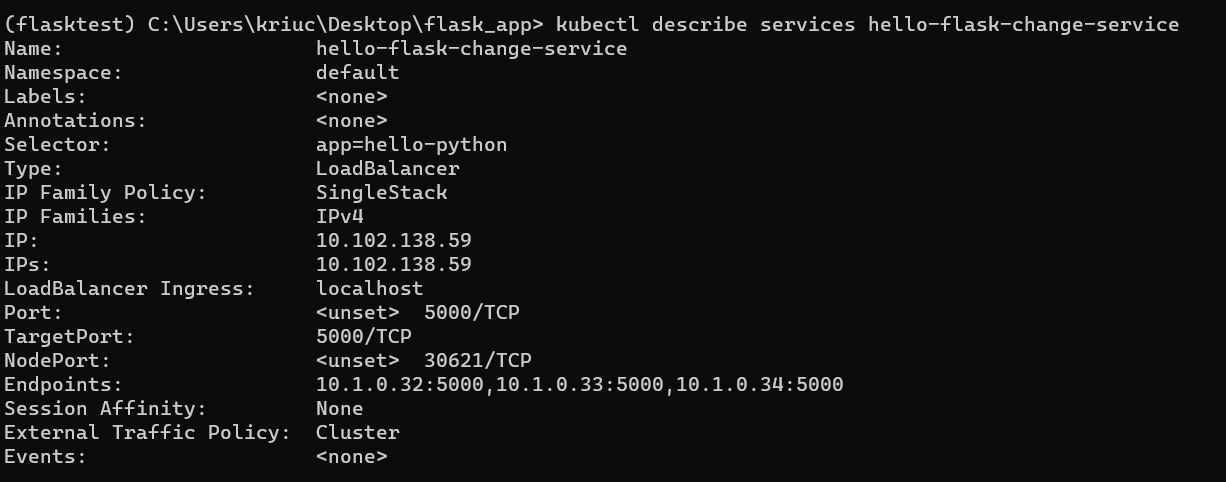 (flasktest) C:\Users\kriuc\Desktop\flask_app> kubectl describe services hello-flask-change-service
Name:                     hello-flask-change-service
Namespace:                default
Labels:                   <none>
Annotations:              <none>
Selector:                 app=hello-python
Type:                     LoadBalancer
IP Family Policy:         SingleStack
IP Families:              IPv4
IP:                       10.102.138.59
IPs:                      10.102.138.59
LoadBalancer Ingress:     localhost
Port:                     <unset>  5000/TCP
TargetPort:               5000/TCP
NodePort:                 <unset>  30621/TCP
Endpoints:                10.1.0.32:5000,10.1.0.33:5000,10.1.0.34:5000
Session Affinity:         None
External Traffic Policy:  Cluster
Events:                   <none>